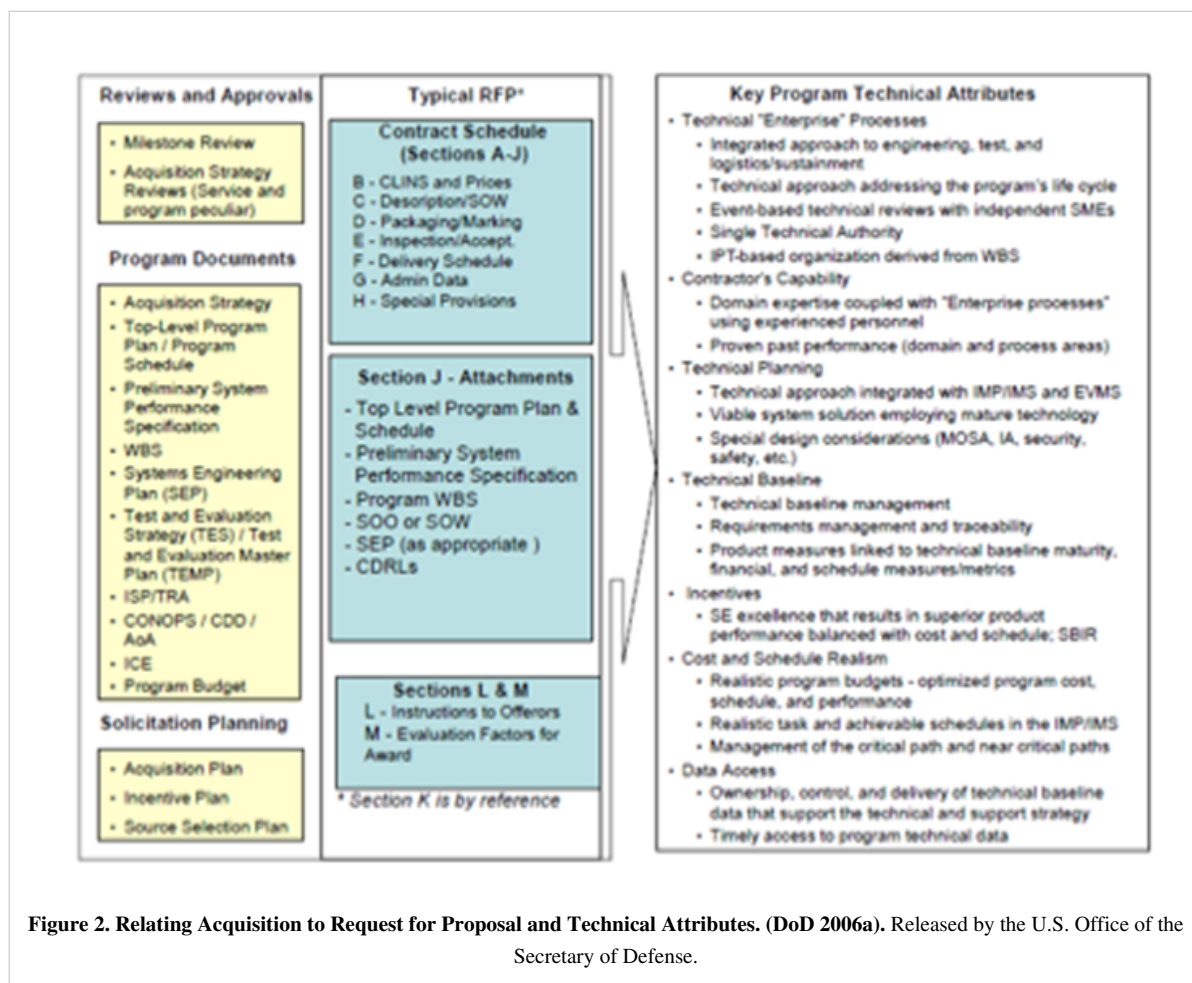 Reviews and Approvals
• Milestone Review
• Acquisition Strategy
Reviews (Service and
program peculiar)
Program Documents
• Acquisition Strategy
• Top-Level Program
Plan / Program
Schedule
• Preliminary System
Performance
Specification
• WBS
• Systems Engineering
Plan (SEP)
• Test and Evaluation
Strategy (TES) / Test
and Evaluation Master
Plan (TEMP)
• ISP/TRA
• CONOPS / CDD /
AoA
• ICE
• Program Budget
Solicitation Planning
• Acquisition Plan
• Incentive Plan
• Source Selection Plan
Typical RFP*
Contract Schedule
(Sections A-J)
B - CLINS and Prices
C - Description/SOW
D - Packaging/Marking
E - Inspection/Accept.
F - Delivery Schedule
G - Admin Data
H - Special Provisions
Section J - Attachments
- Top Level Program Plan &
Schedule
- Preliminary System
Performance Specification
- Program WBS
- SOO or SOW
- SEP (as appropriate )
- CDRLs
Sections L & M
L - Instructions to Offerors
M - Evaluation Factors for
Award
* Section K is by reference
Key Program Technical Attributes
• Technical "Enterprise" Processes
• Integrated approach to engineering, test, and
logistics/sustainment
• Technical approach addressing the program's life cycle
• Event-based technical reviews with independent SMEs
• Single Technical Authority
• IPT-based organization derived from WBS
• Contractor's Capability
• Domain expertise coupled with "Enterprise processes"
using experienced personnel
• Proven past performance (domain and process areas)
• Technical Planning
• Technical approach integrated with IMP/IMS and EVMS
• Viable system solution employing mature technology
• Special design considerations (MOSA, IA, security,
safety, etc.)
• Technical Baseline
• Technical baseline management
• Requirements management and traceability
• Product measures linked to technical baseline maturity,
financial, and schedule measures/metrics
• Incentives
• SE excellence that results in superior product
performance balanced with cost and schedule; SBIR
• Cost and Schedule Realism
• Realistic program budgets - optimized program cost,
schedule, and performance
• Realistic task and achievable schedules in the IMP/IMS
• Management of the critical path and near critical paths
• Data Access
• Ownership, control, and delivery of technical baseline
data that support the technical and support strategy
• Timely access to program technical data
Figure 2. Relating Acquisition to Request for Proposal and Technical Attributes. (DoD 2006a). Released by the U.S. Office of the
Secretary of Defense.